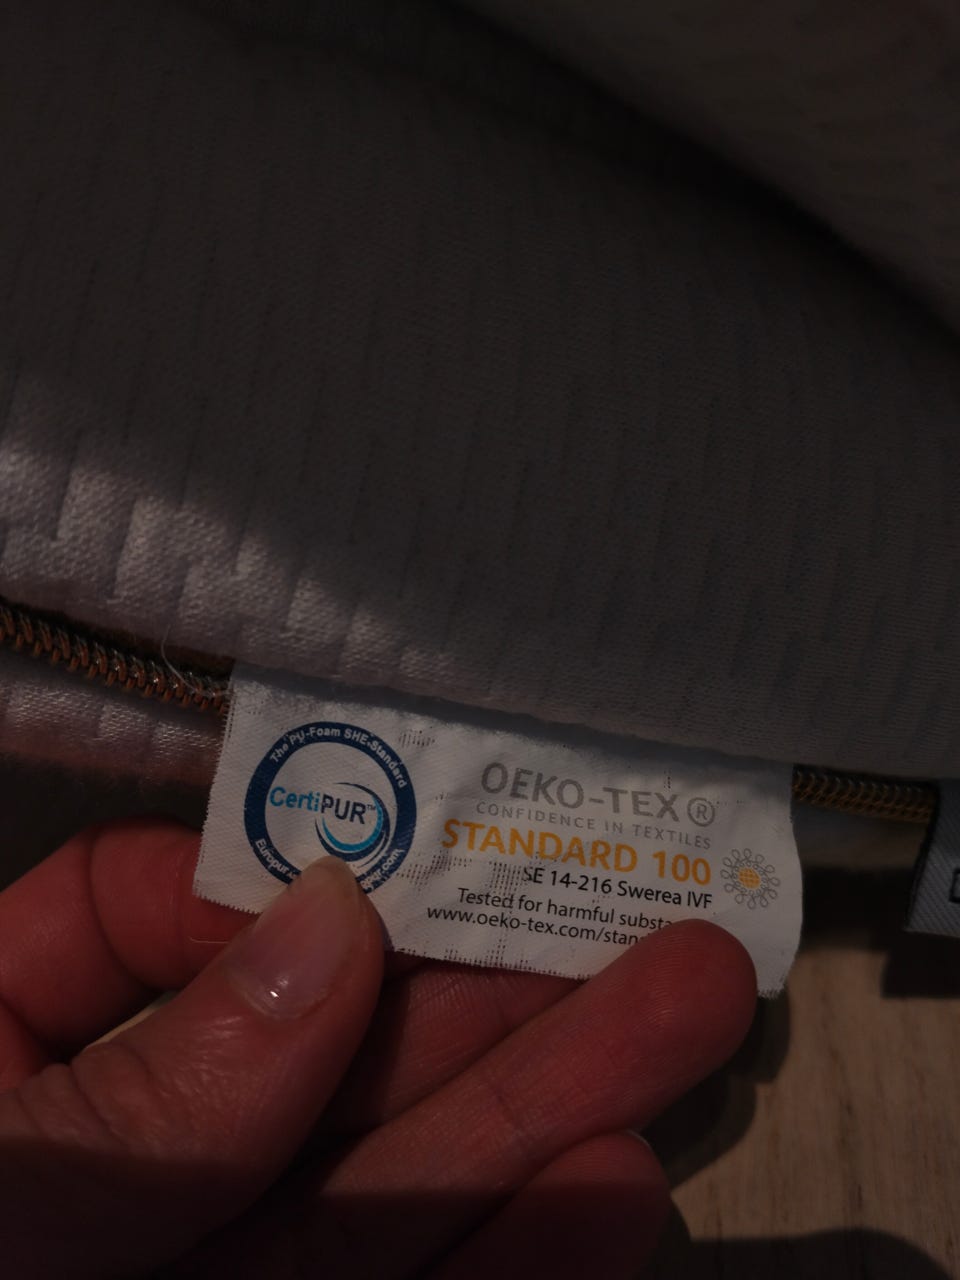 The PU-Foam SHE-Standard
CertiPUR™
OEKO-TEX®
CONFIDENCE IN TEXTILES
STANDARD 100
SE 14-216 Swerea IVF
Tested for harmful
www.oeko-tex.com/